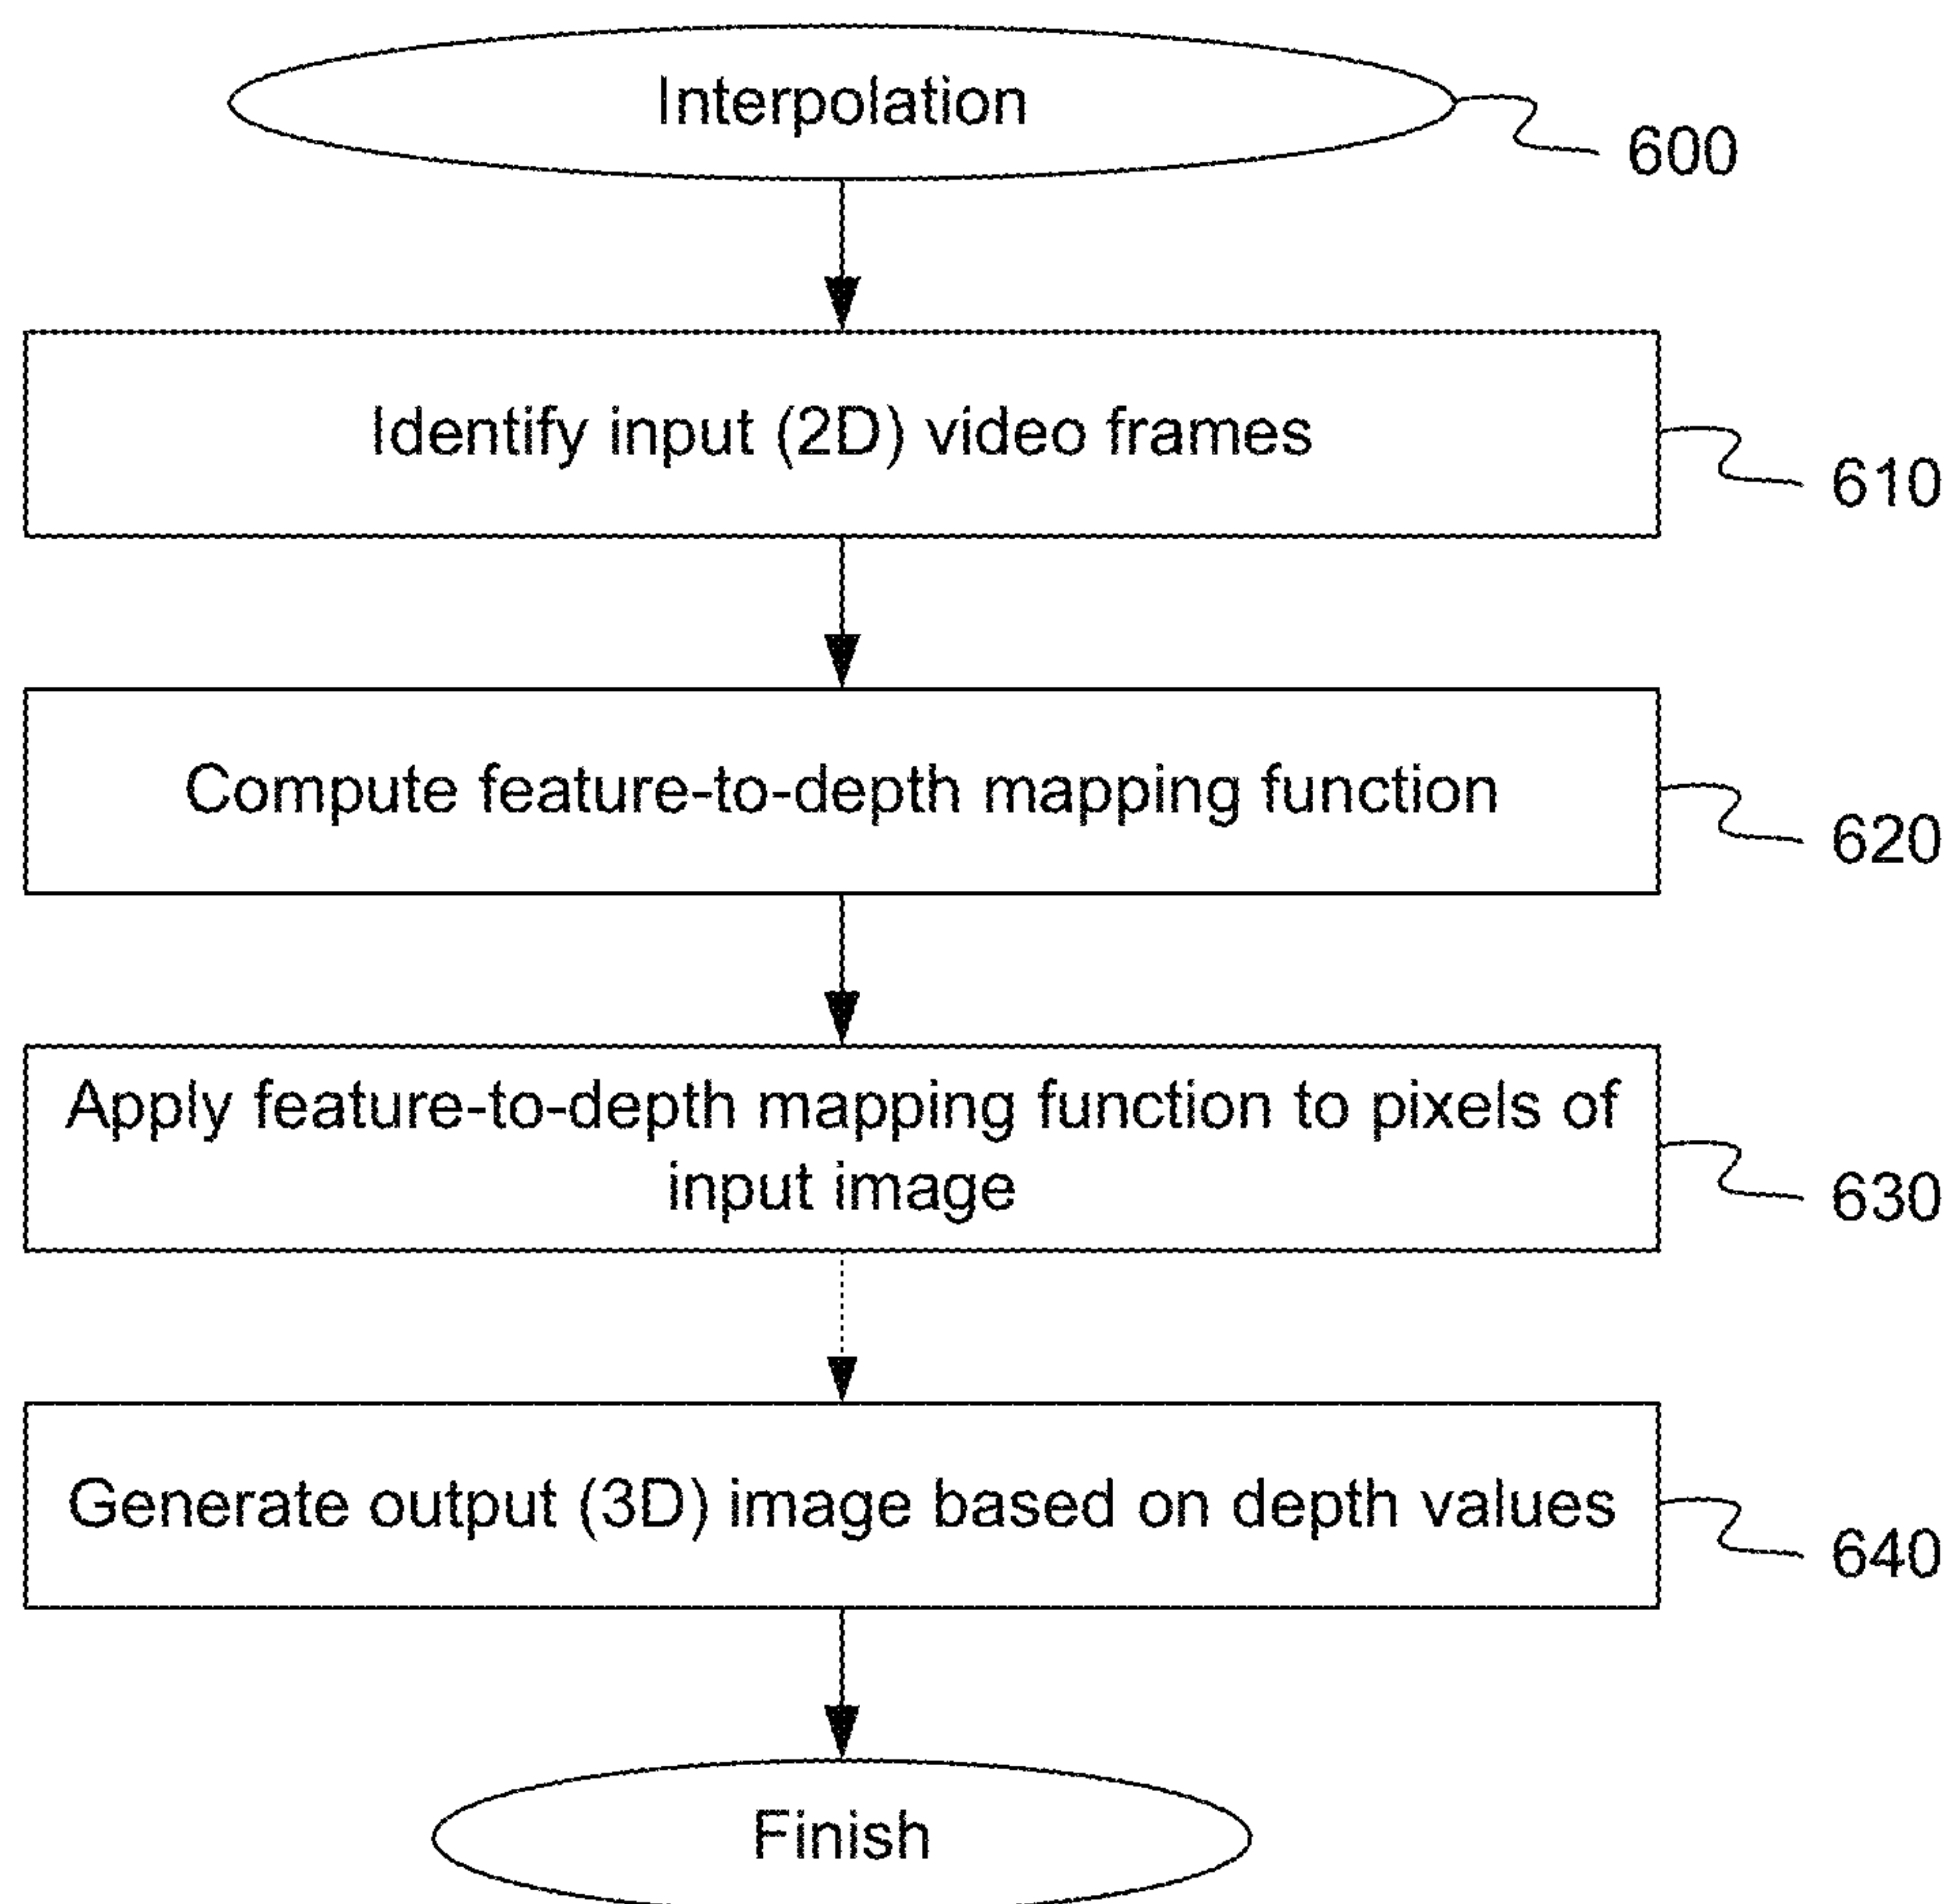 Interpolation
600
Identify input (2D) video frames
610
Compute feature-to-depth mapping function
620
Apply feature-to-depth mapping function to pixels of
input image
630
Generate output (3D) image based on depth values
640
Finish